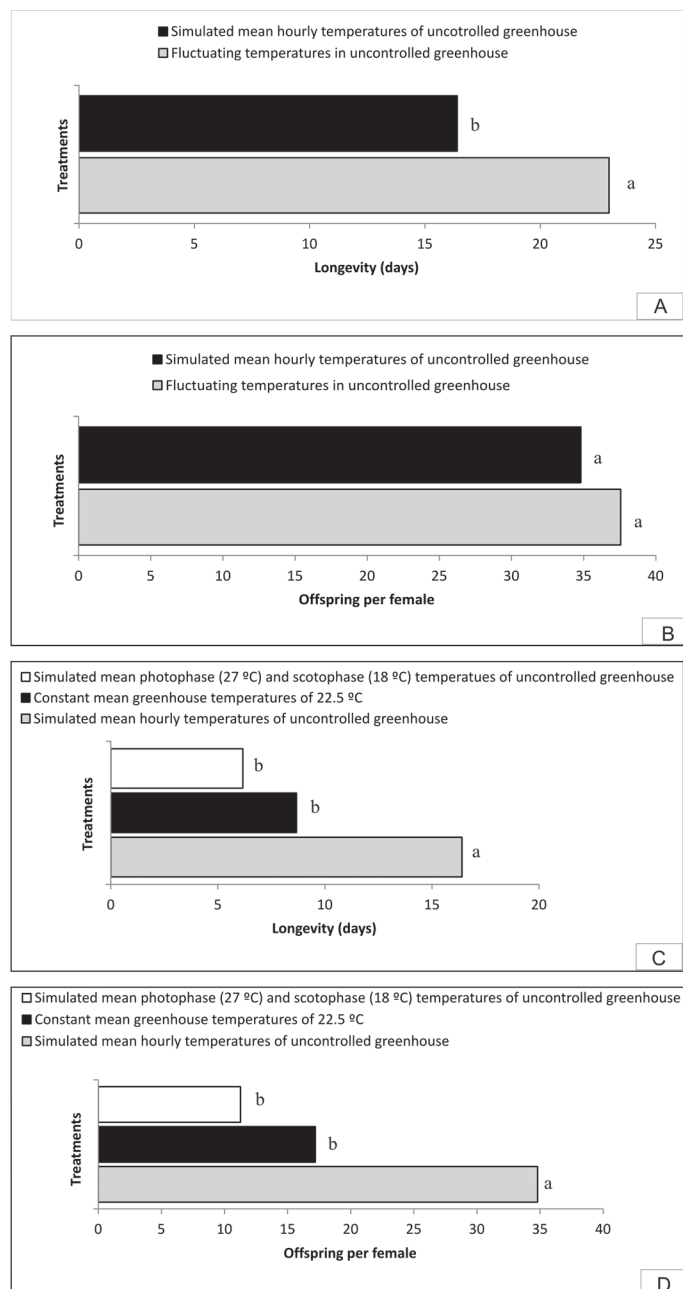 Simulated mean hourly temperatures of uncotrolled greenhouse
Fluctuating temperatures in uncontrolled greenhouse
b
a
Treatments
0 5 10 15 20 25
Longevity (days)
A
Simulated mean hourly temperatures of uncontrolled greenhouse
Fluctuating temperatures in uncontrolled greenhouse
a
a
Treatments
0 5 10 15 20 25 30 35 40
Offspring per female
B
Simulated mean photophase (27 ºC) and scotophase (18 ºC) temperatues of uncontrolled greenhouse
Constant mean greenhouse temperatures of 22.5 ºC
Simulated mean hourly temperatures of uncontrolled greenhouse
b
b
a
Treatments
0 5 10 15 20
Longevity (days)
C
Simulated mean photophase (27 ºC) and scotophase (18 ºC) temperatures of uncontrolled greenhouse
Constant mean greenhouse temperatures of 22.5 ºC
Simulated mean hourly temperatures of uncontrolled greenhouse
b
b
a
Treatments
0 5 10 15 20 25 30 35 40
Offspring per female
D